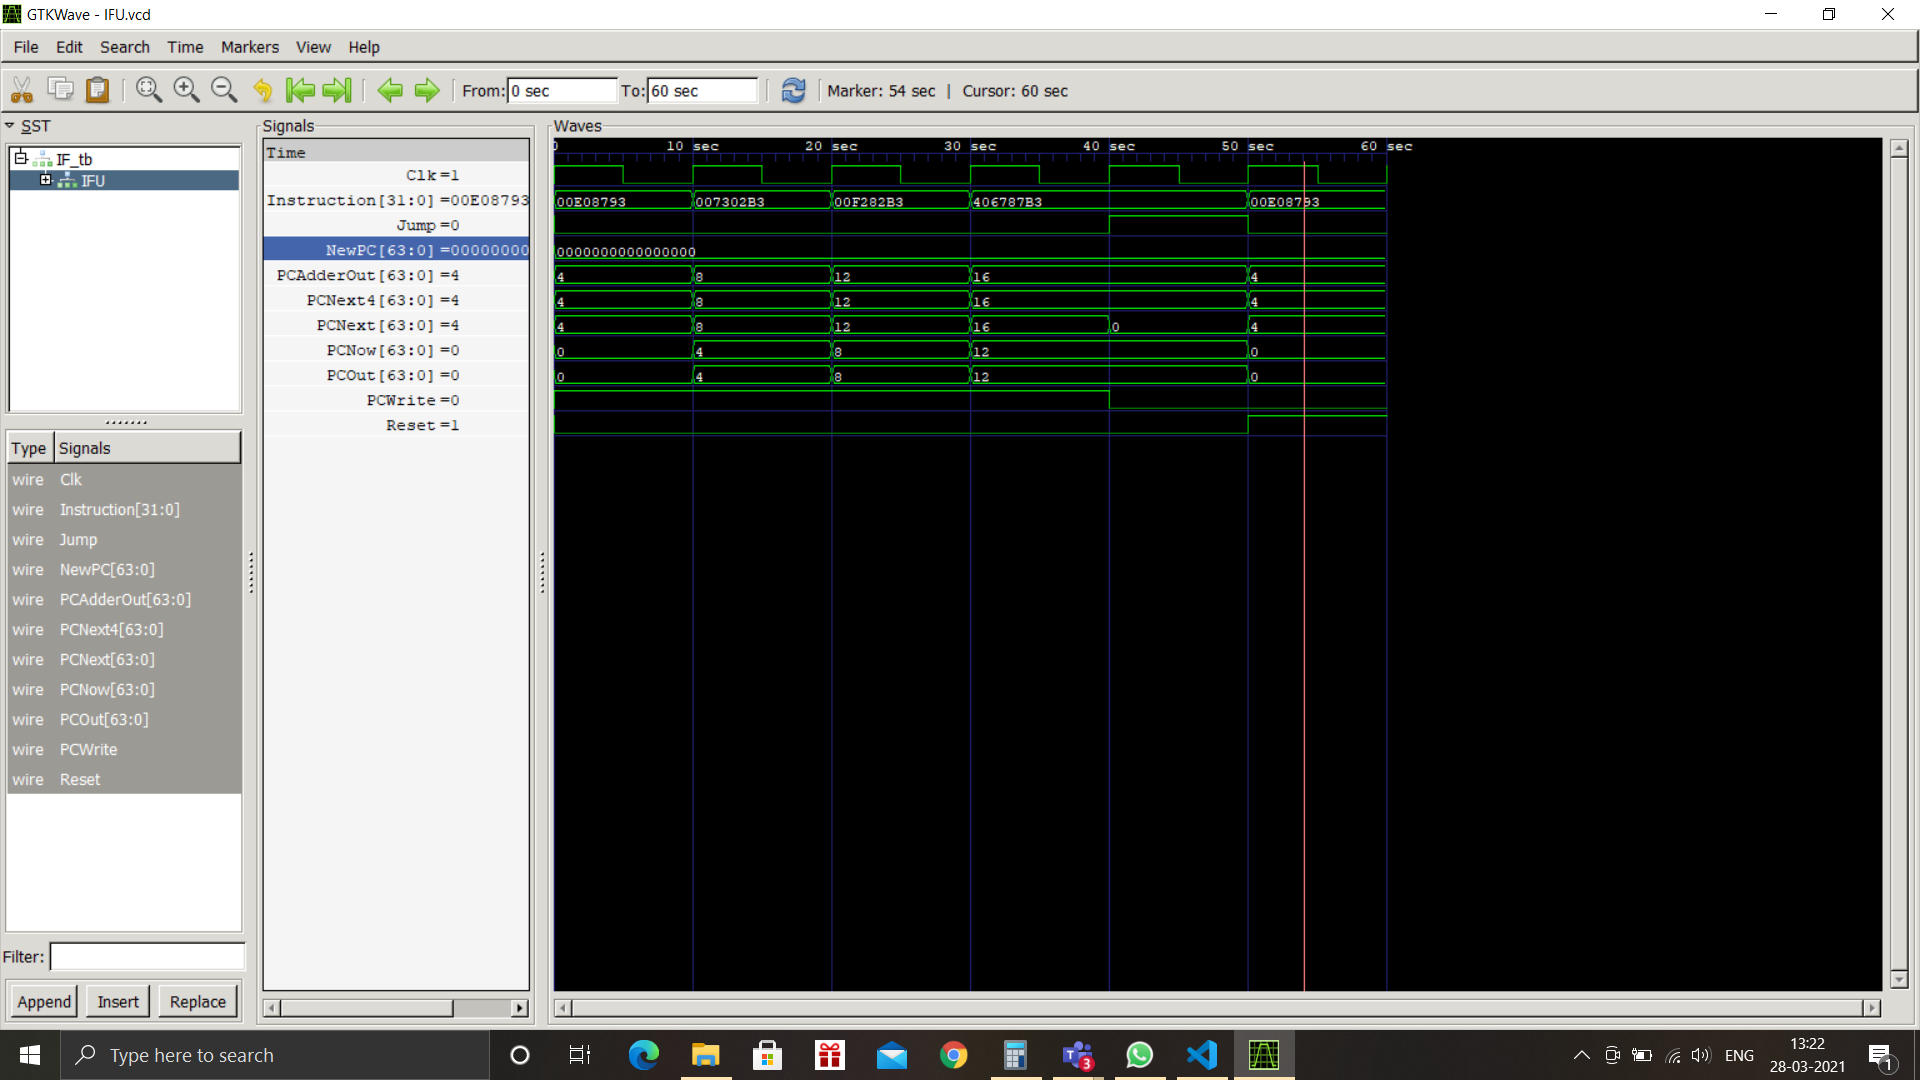 GTKWave - IFU.vcd
File Edit Search Time Markers View Help
From: 0 sec To: 60 sec Marker: 54 sec | Cursor: 60 sec
SST
IF_tb
IFU
Type Signals
wire Clk
wire Instruction[31:0]
wire Jump
wire NewPC[63:0]
wire PCAdderOut[63:0]
wire PCNext4[63:0]
wire PCNext[63:0]
wire PCNow[63:0]
wire PCOut[63:0]
wire PCWrite
wire Reset
Filter:
Append Insert Replace
Signals
Time
Clk =1
Instruction[31:0] =00E08793
Jump =0
NewPC[63:0] =00000000
PCAdderOut[63:0] =4
PCNext4[63:0] =4
PCNext[63:0] =4
PCNow[63:0] =0
PCOut[63:0] =0
PCWrite =0
Reset =1
Waves
0 10 sec 20 sec 30 sec 40 sec 50 sec 60 sec
00E08793 007302B3 00F282B3 406787B3 00E08793
0000000000000000
4 8 12 16 4
4 8 12 16 4
4 8 12 16 0 4
0 4 8 12 0
0 4 8 12 0
Type here to search
3
ENG
13:22
28-03-2021
1